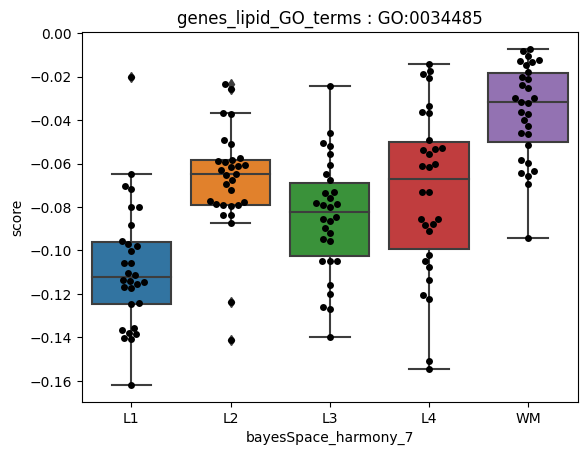 genes_lipid_GO_terms : GO:0034485
0.00
−0.02
−0.04
−0.06
−0.08
−0.10
−0.12
−0.14
−0.16
score
L1 L2 L3 L4 WM
bayesSpace_harmony_7